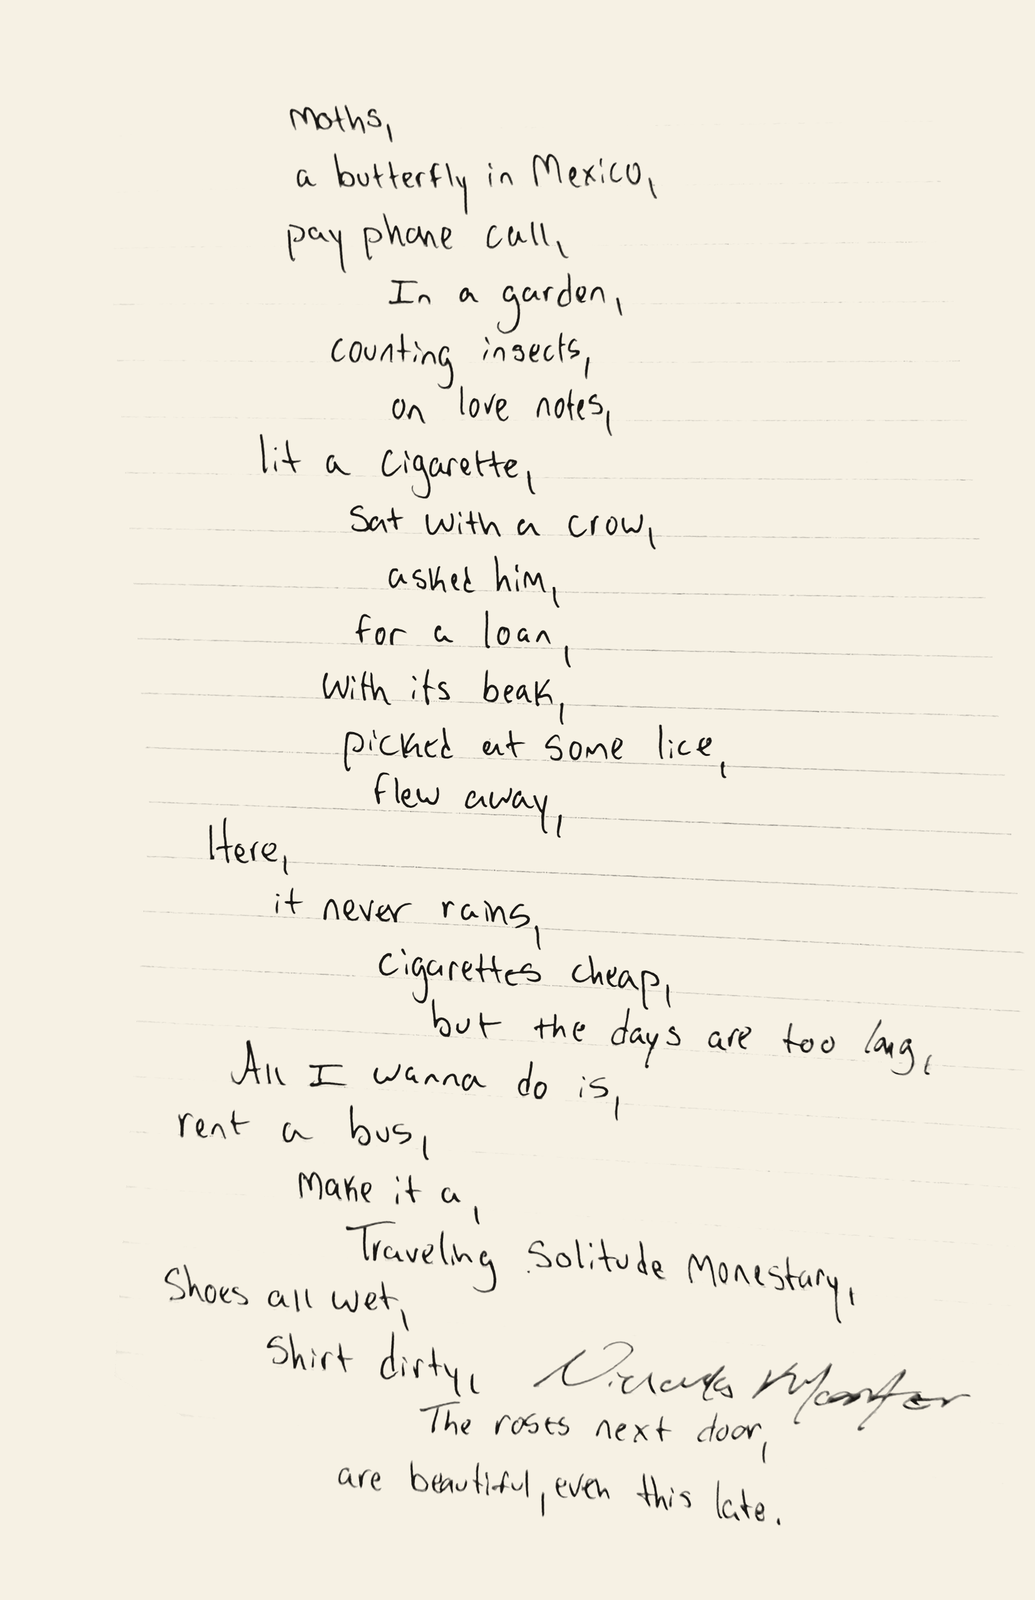 Moths,
a butterfly in Mexico,
pay phone call,
In a garden,
counting insects,
on love notes,
lit a cigarette,
Sat with a crow,
asked him,
for a loan,
With its beak,
picked at some lice,
flew away,
Here,
it never rains,
cigarettes cheap,
but the days are too long,
All I wanna do is,
rent a bus,
Make it a,
Traveling Solitude Monestary,
Shoes all wet,
Shirt dirty,
The roses next door,
are beautiful, even this late.